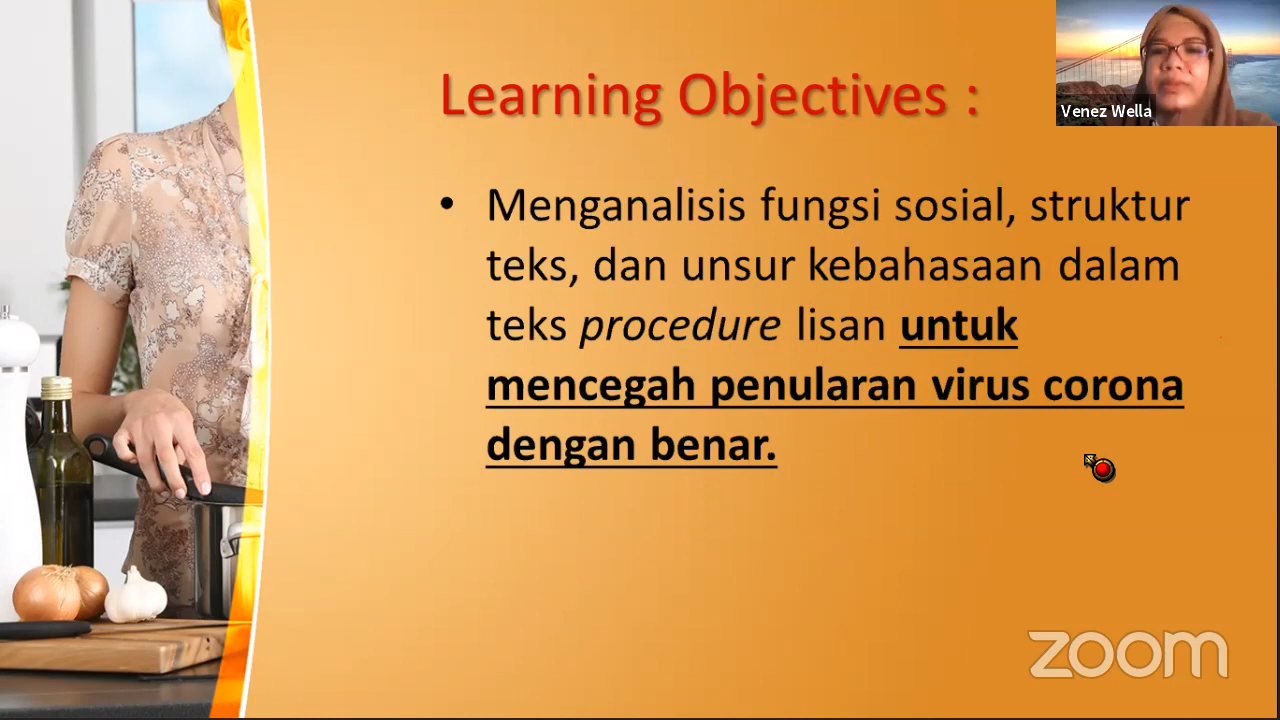 Learning Objectives :
Venez Wella
• Menganalisis fungsi sosial, struktur
teks, dan unsur kebahasaan dalam
teks procedure lisan untuk
mencegah penularan virus corona
dengan benar.
zoom